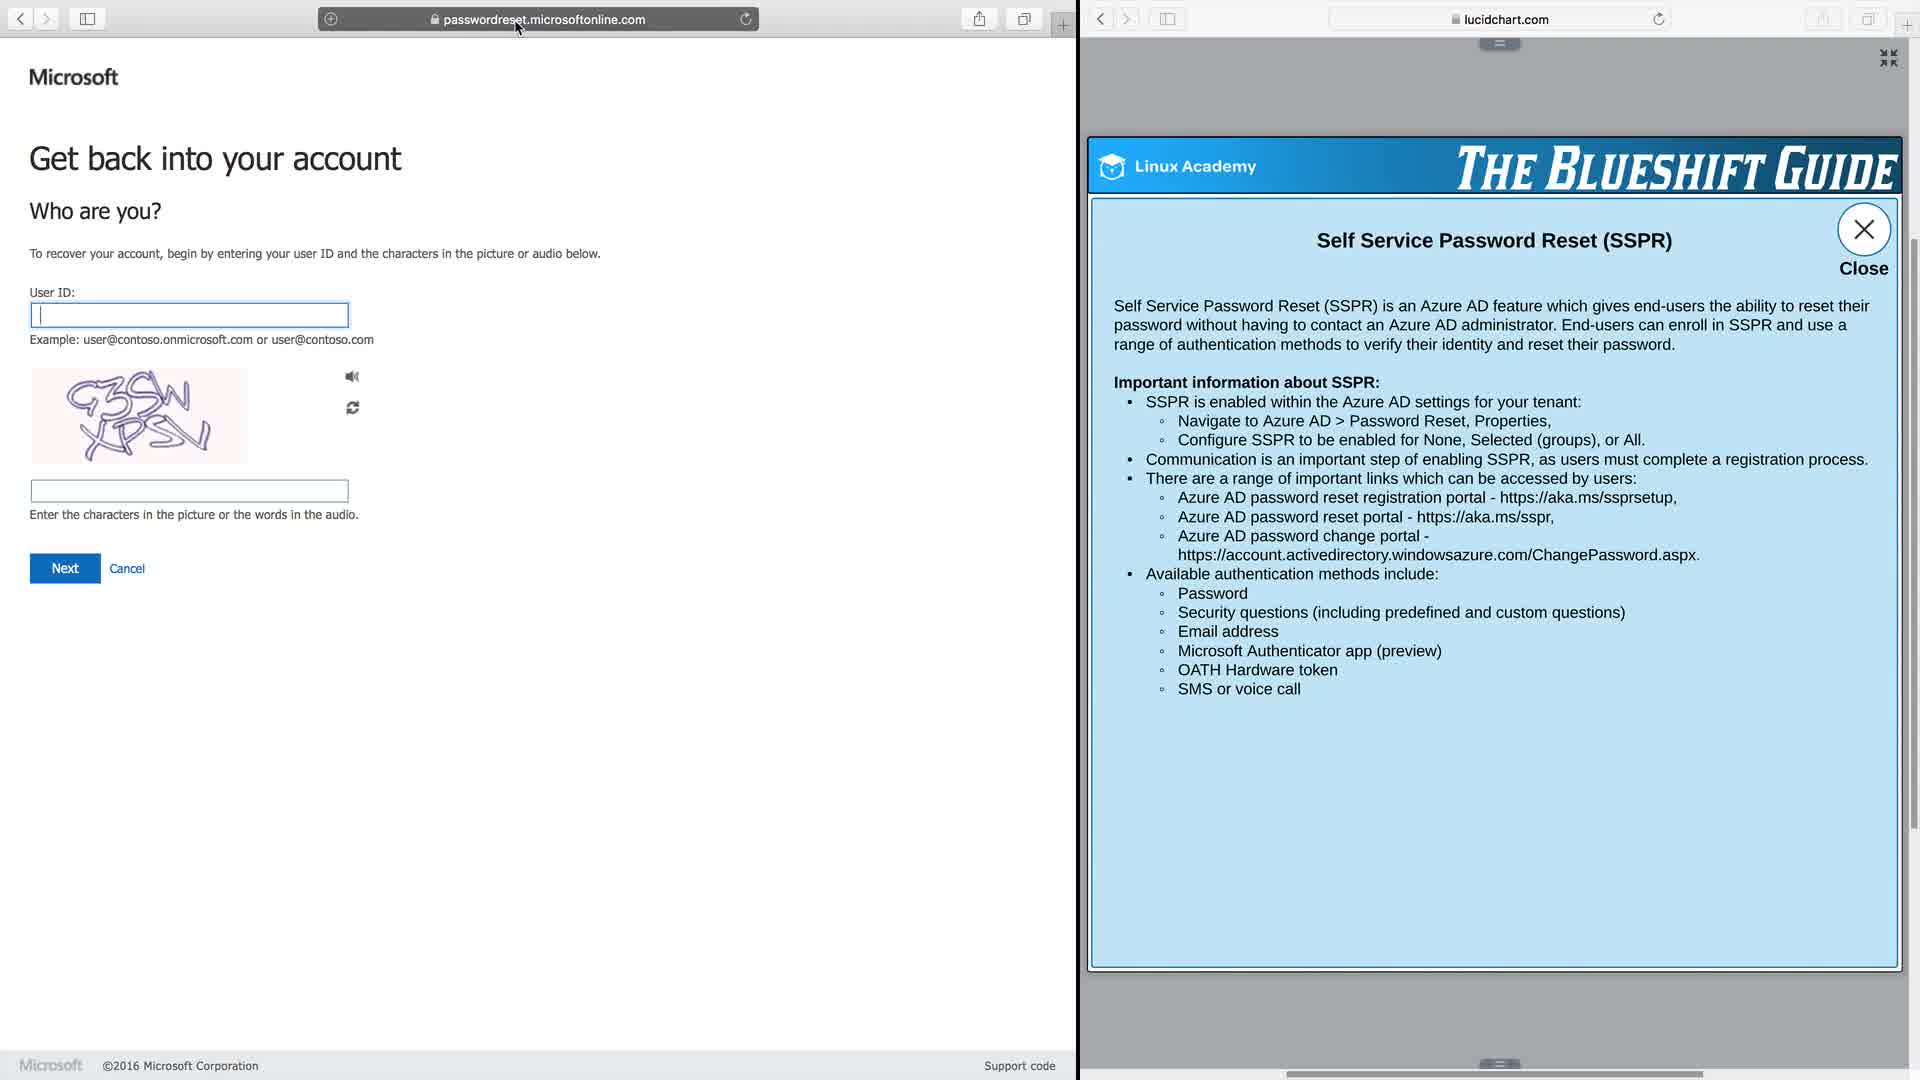 passwordreset.microsoftonline.com
Microsoft
Get back into your account
Who are you?
To recover your account, begin by entering your user ID and the characters in the picture or audio below.
User ID:
Example: user@contoso.onmicrosoft.com or user@contoso.com
Enter the characters in the picture or the words in the audio.
Next
Cancel
Microsoft
©2016 Microsoft Corporation
Support code
lucidchart.com
Linux Academy
THE BLUESHIFT GUIDE
Self Service Password Reset (SSPR)
Close
Self Service Password Reset (SSPR) is an Azure AD feature which gives end-users the ability to reset their
password without having to contact an Azure AD administrator. End-users can enroll in SSPR and use a
range of authentication methods to verify their identity and reset their password.
Important information about SSPR:
• SSPR is enabled within the Azure AD settings for your tenant:
◦ Navigate to Azure AD > Password Reset, Properties,
◦ Configure SSPR to be enabled for None, Selected (groups), or All.
• Communication is an important step of enabling SSPR, as users must complete a registration process.
• There are a range of important links which can be accessed by users:
◦ Azure AD password reset registration portal - https://aka.ms/ssprsetup,
◦ Azure AD password reset portal - https://aka.ms/sspr,
◦ Azure AD password change portal -
https://account.activedirectory.windowsazure.com/ChangePassword.aspx.
• Available authentication methods include:
◦ Password
◦ Security questions (including predefined and custom questions)
◦ Email address
◦ Microsoft Authenticator app (preview)
◦ OATH Hardware token
◦ SMS or voice call